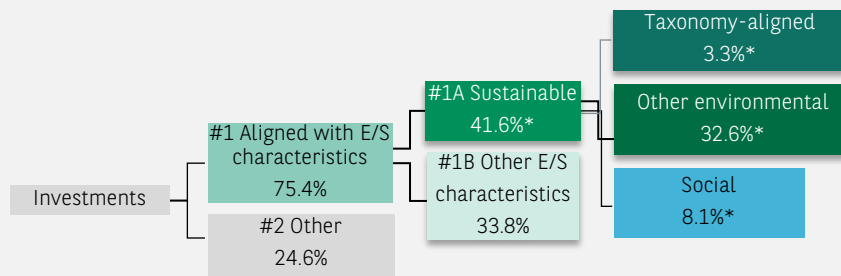 Investments
#1 Aligned with E/S
characteristics
75.4%
#2 Other
24.6%
#1A Sustainable
41.6%*
#1B Other E/S
characteristics
33.8%
Taxonomy-aligned
3.3%*
Other environmental
32.6%*
Social
8.1%*